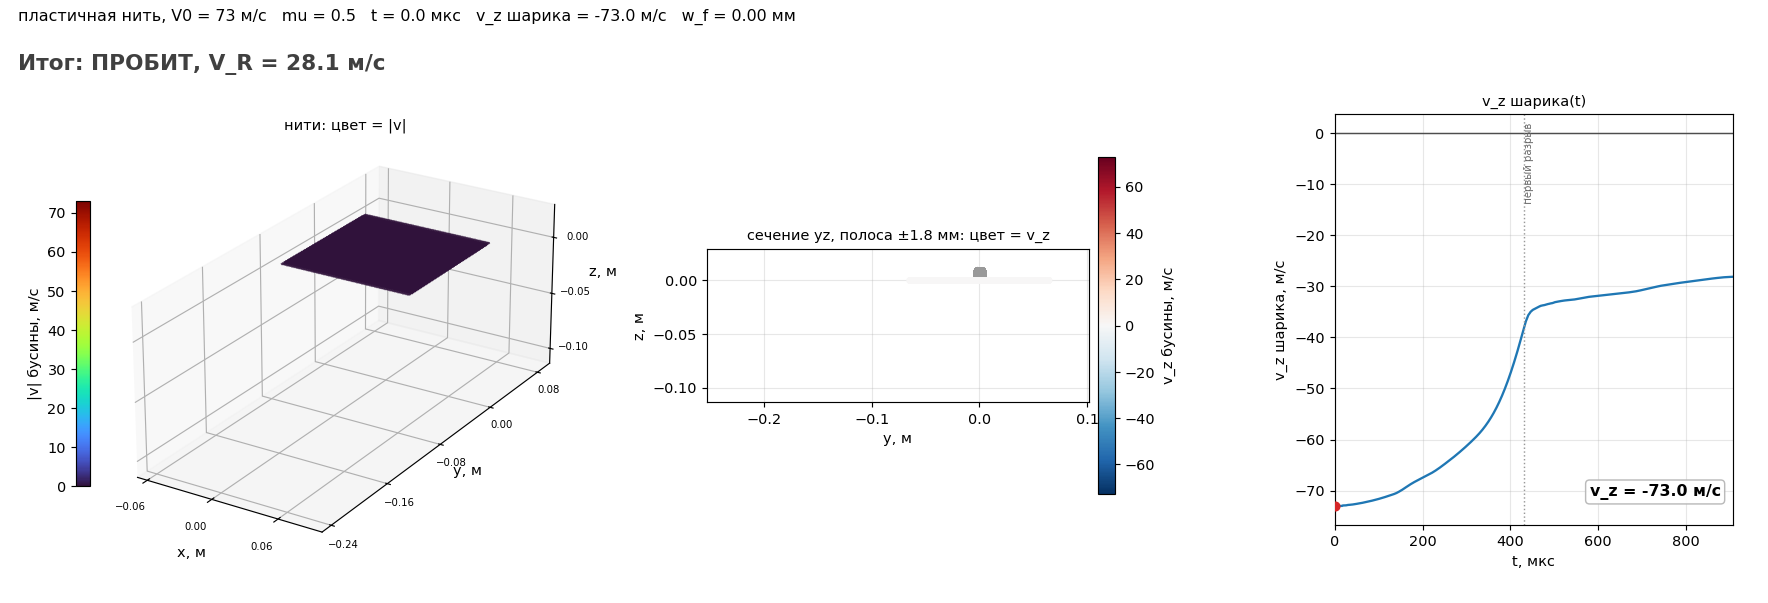 пластичная нить, V0 = 73 м/с   mu = 0.5   t = 0.0 мкс   v_z шарика = -73.0 м/с   w_f = 0.00 мм
Итог: ПРОБИТ, V_R = 28.1 м/с
нити: цвет = |v|
70
60
50
40
30
20
10
0
|v| бусины, м/с
0.00
−0.05
−0.10
z, м
0.08
0.00
−0.08
−0.16
−0.24
y, м
−0.06
0.00
0.06
x, м
сечение yz, полоса ±1.8 мм: цвет = v_z
0.00
−0.05
−0.10
z, м
−0.2
−0.1
0.0
0.1
y, м
60
40
20
0
−20
−40
−60
v_z бусины, м/с
v_z шарика(t)
первый разрыв
0
−10
−20
−30
−40
−50
−60
−70
v_z шарика, м/с
v_z = -73.0 м/с
0
200
400
600
800
t, мкс